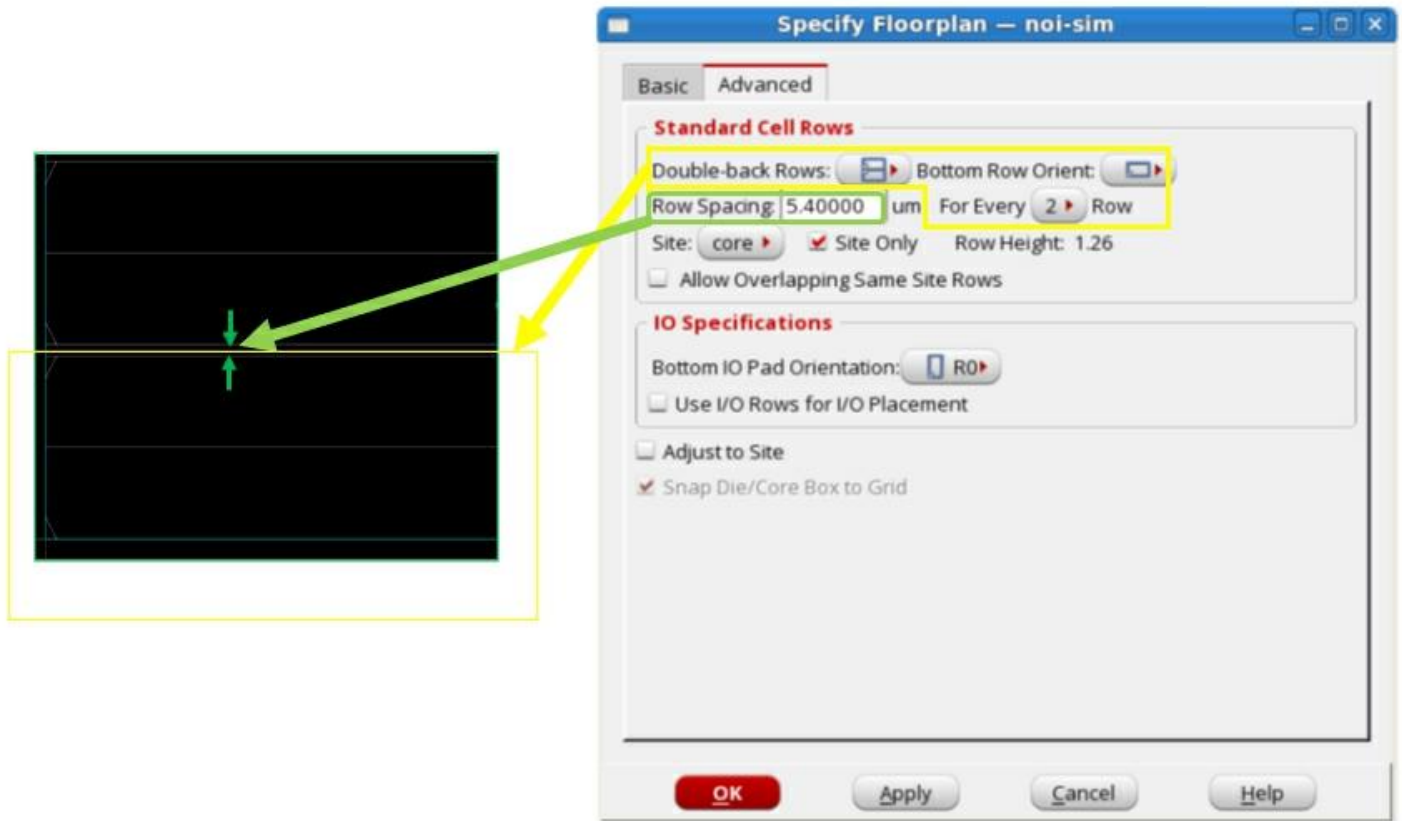 Specify Floorplan — noi-sim
Basic Advanced
Standard Cell Rows
Double-back Rows: Bottom Row Orient:
Row Spacing: 5.40000 um For Every 2 Row
Site: core Site Only Row Height: 1.26
Allow Overlapping Same Site Rows
IO Specifications
Bottom IO Pad Orientation: R0
Use I/O Rows for I/O Placement
Adjust to Site
Snap Die/Core Box to Grid
OK Apply Cancel Help